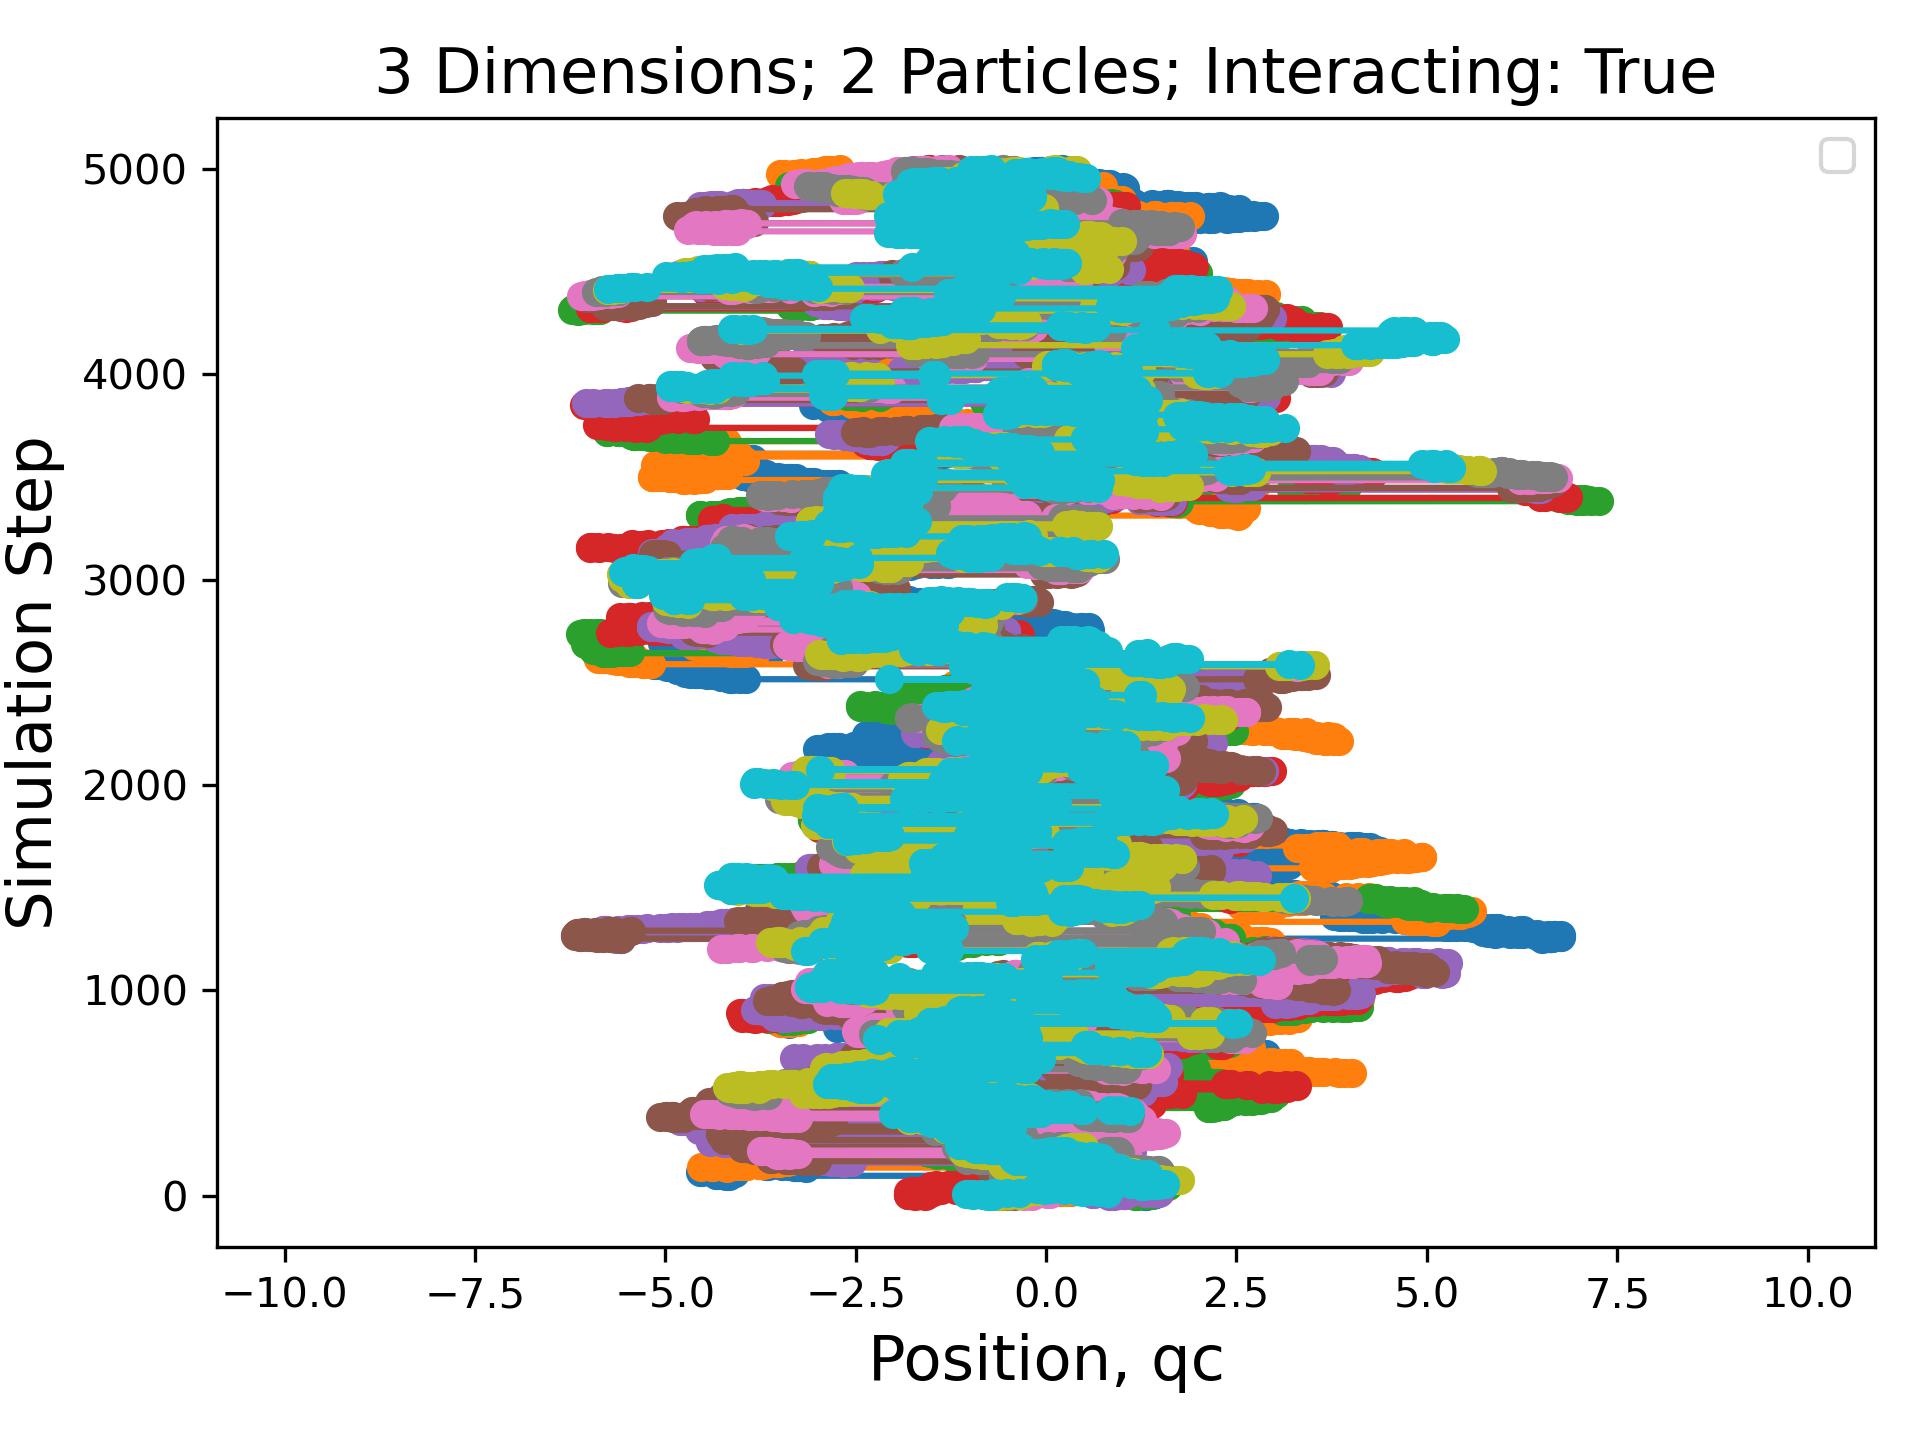 3 Dimensions; 2 Particles; Interacting: True
5000
4000
3000
2000
1000
0
Simulation Step
−10.0 −7.5 −5.0 −2.5 0.0 2.5 5.0 7.5 10.0
Position, qc